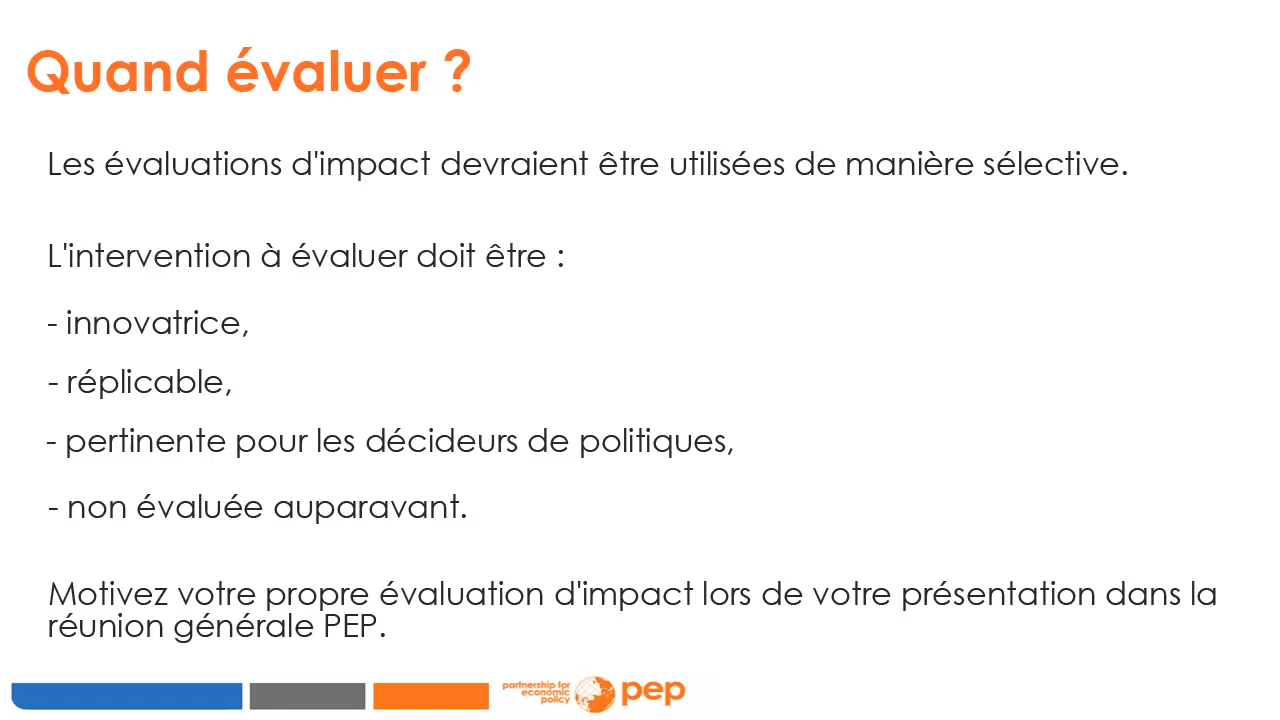 Quand évaluer ?
Les évaluations d'impact devraient être utilisées de manière sélective.
L'intervention à évaluer doit être :
- innovatrice,
- réplicable,
- pertinente pour les décideurs de politiques,
- non évaluée auparavant.
Motivez votre propre évaluation d'impact lors de votre présentation dans la
réunion générale PEP.
partnership for
economic
policy
pep